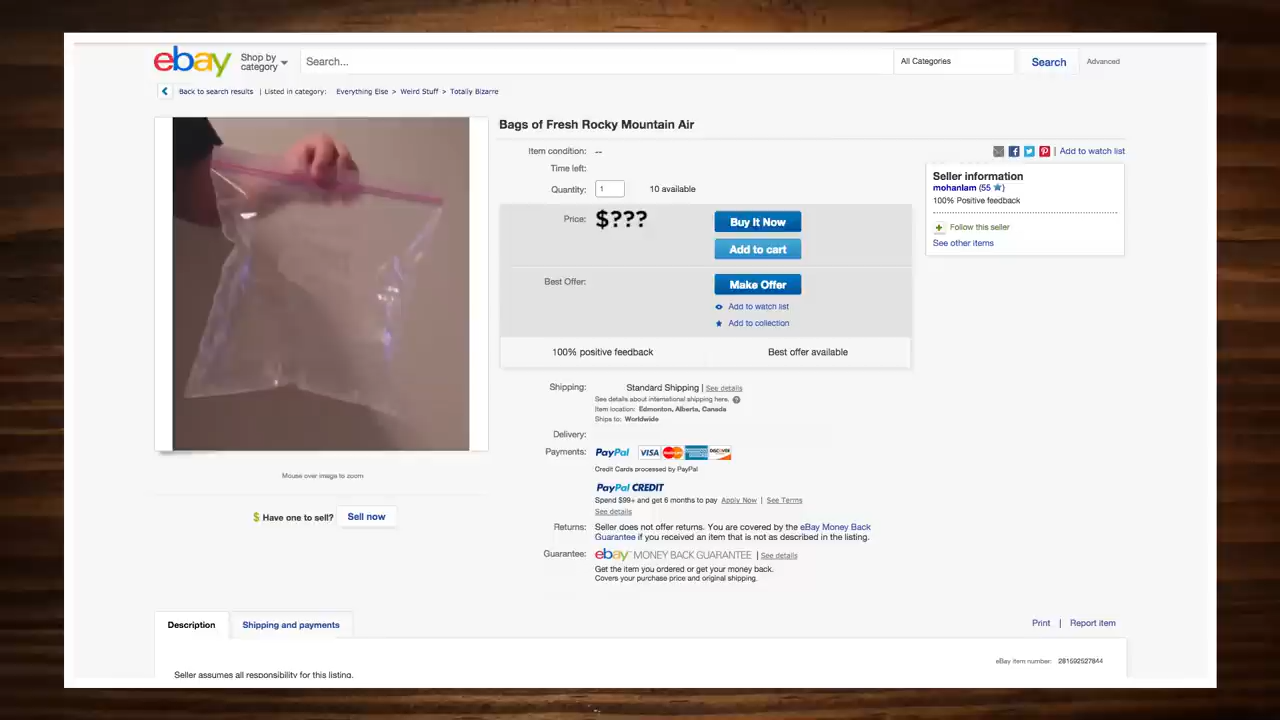 ebay
Shop by
category
Search...
All Categories
Search
Advanced
Back to search results | Listed in category: Everything Else > Weird Stuff > Totally Bizarre
Bags of Fresh Rocky Mountain Air
Item condition: --
Time left:
Quantity: 1 10 available
Price: $???
Buy It Now
Add to cart
Best Offer:
Make Offer
Add to watch list
Add to collection
100% positive feedback
Best offer available
| Add to watch list
Seller information
mohanlam (55)
100% Positive feedback
Follow this seller
See other items
Mouse over image to zoom
$ Have one to sell? Sell now
Shipping: Standard Shipping | See details
See details about international shipping here. ?
Item location: Edmonton, Alberta, Canada
Ships to: Worldwide
Delivery:
Payments: PayPal VISA MasterCard DISCOVER
Credit Cards processed by PayPal
PayPal CREDIT
Spend $99+ and get 6 months to pay Apply Now | See Terms
See details
Returns: Seller does not offer returns. You are covered by the eBay Money Back
Guarantee if you received an item that is not as described in the listing.
Guarantee: ebay MONEY BACK GUARANTEE | See details
Get the item you ordered or get your money back.
Covers your purchase price and original shipping.
Description
Shipping and payments
Print | Report item
eBay item number: 281592527844
Seller assumes all responsibility for this listing.